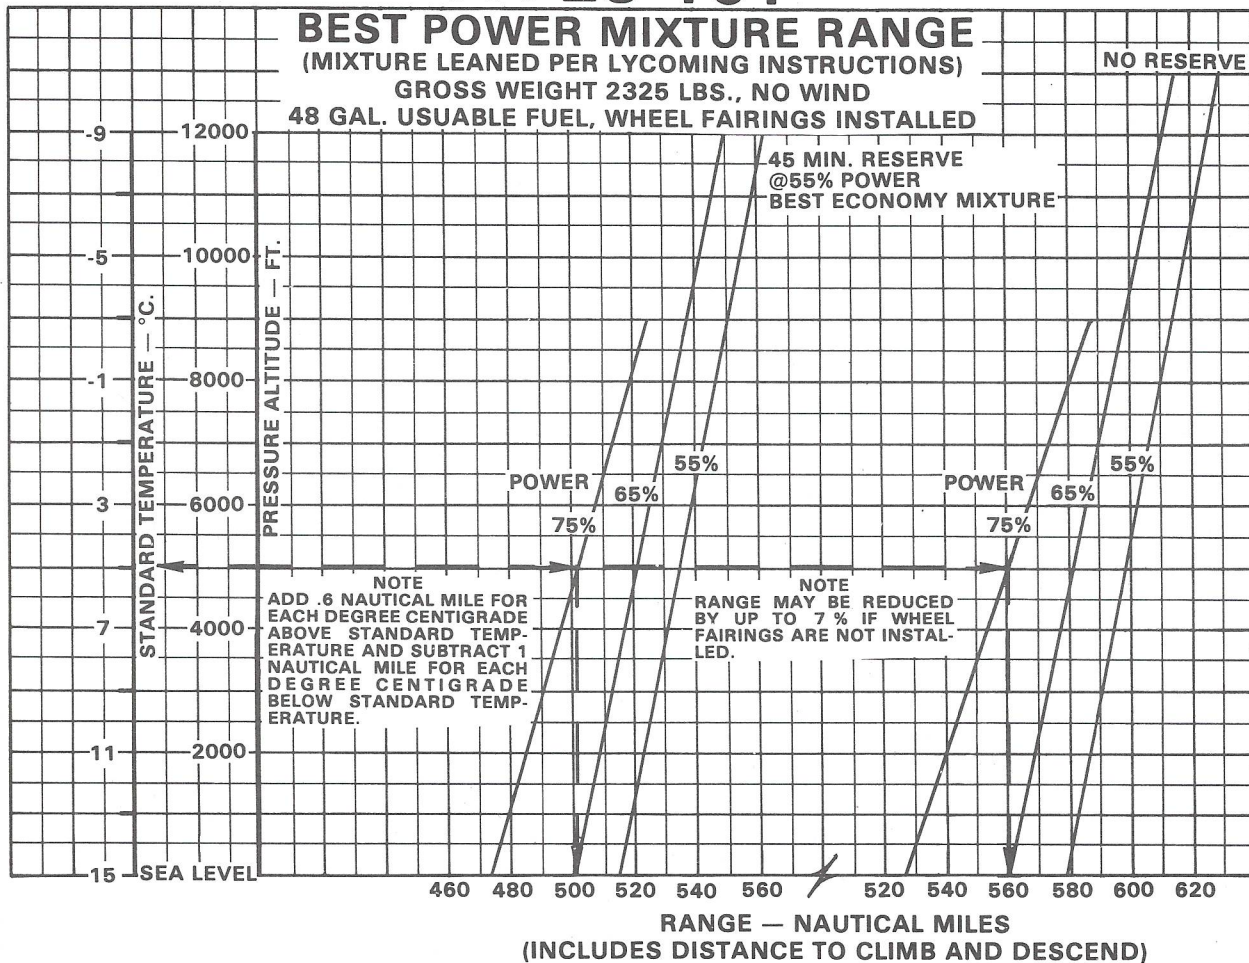 BEST POWER MIXTURE RANGE
(MIXTURE LEANED PER LYCOMING INSTRUCTIONS)
GROSS WEIGHT 2325 LBS., NO WIND
48 GAL. USUABLE FUEL, WHEEL FAIRINGS INSTALLED
NO RESERVE
45 MIN. RESERVE
@55% POWER
BEST ECONOMY MIXTURE
-9 12000
-5 10000
-1 8000
3 6000
7 4000
11 2000
15 SEA LEVEL
STANDARD TEMPERATURE — °C.
PRESSURE ALTITUDE — FT.
POWER
75%
65%
55%
POWER
75%
65%
55%
NOTE
ADD .6 NAUTICAL MILE FOR
EACH DEGREE CENTIGRADE
ABOVE STANDARD TEMP-
ERATURE AND SUBTRACT 1
NAUTICAL MILE FOR EACH
DEGREE CENTIGRADE
BELOW STANDARD TEMP-
ERATURE.
NOTE
RANGE MAY BE REDUCED
BY UP TO 7 % IF WHEEL
FAIRINGS ARE NOT INSTAL-
LED.
460 480 500 520 540 560 520 540 560 580 600 620
RANGE — NAUTICAL MILES
(INCLUDES DISTANCE TO CLIMB AND DESCEND)